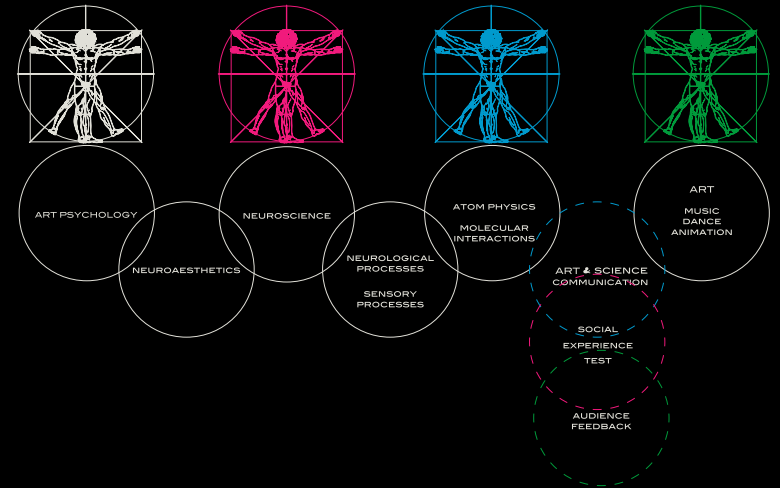 ART PSYCHOLOGY
NEUROAESTHETICS
NEUROSCIENCE
NEUROLOGICAL
PROCESSES
SENSORY
PROCESSES
ATOM PHYSICS
MOLECULAR
INTERACTIONS
ART & SCIENCE
COMMUNICATION
SOCIAL
EXPERIENCE
TEST
AUDIENCE
FEEDBACK
ART
MUSIC
DANCE
ANIMATION